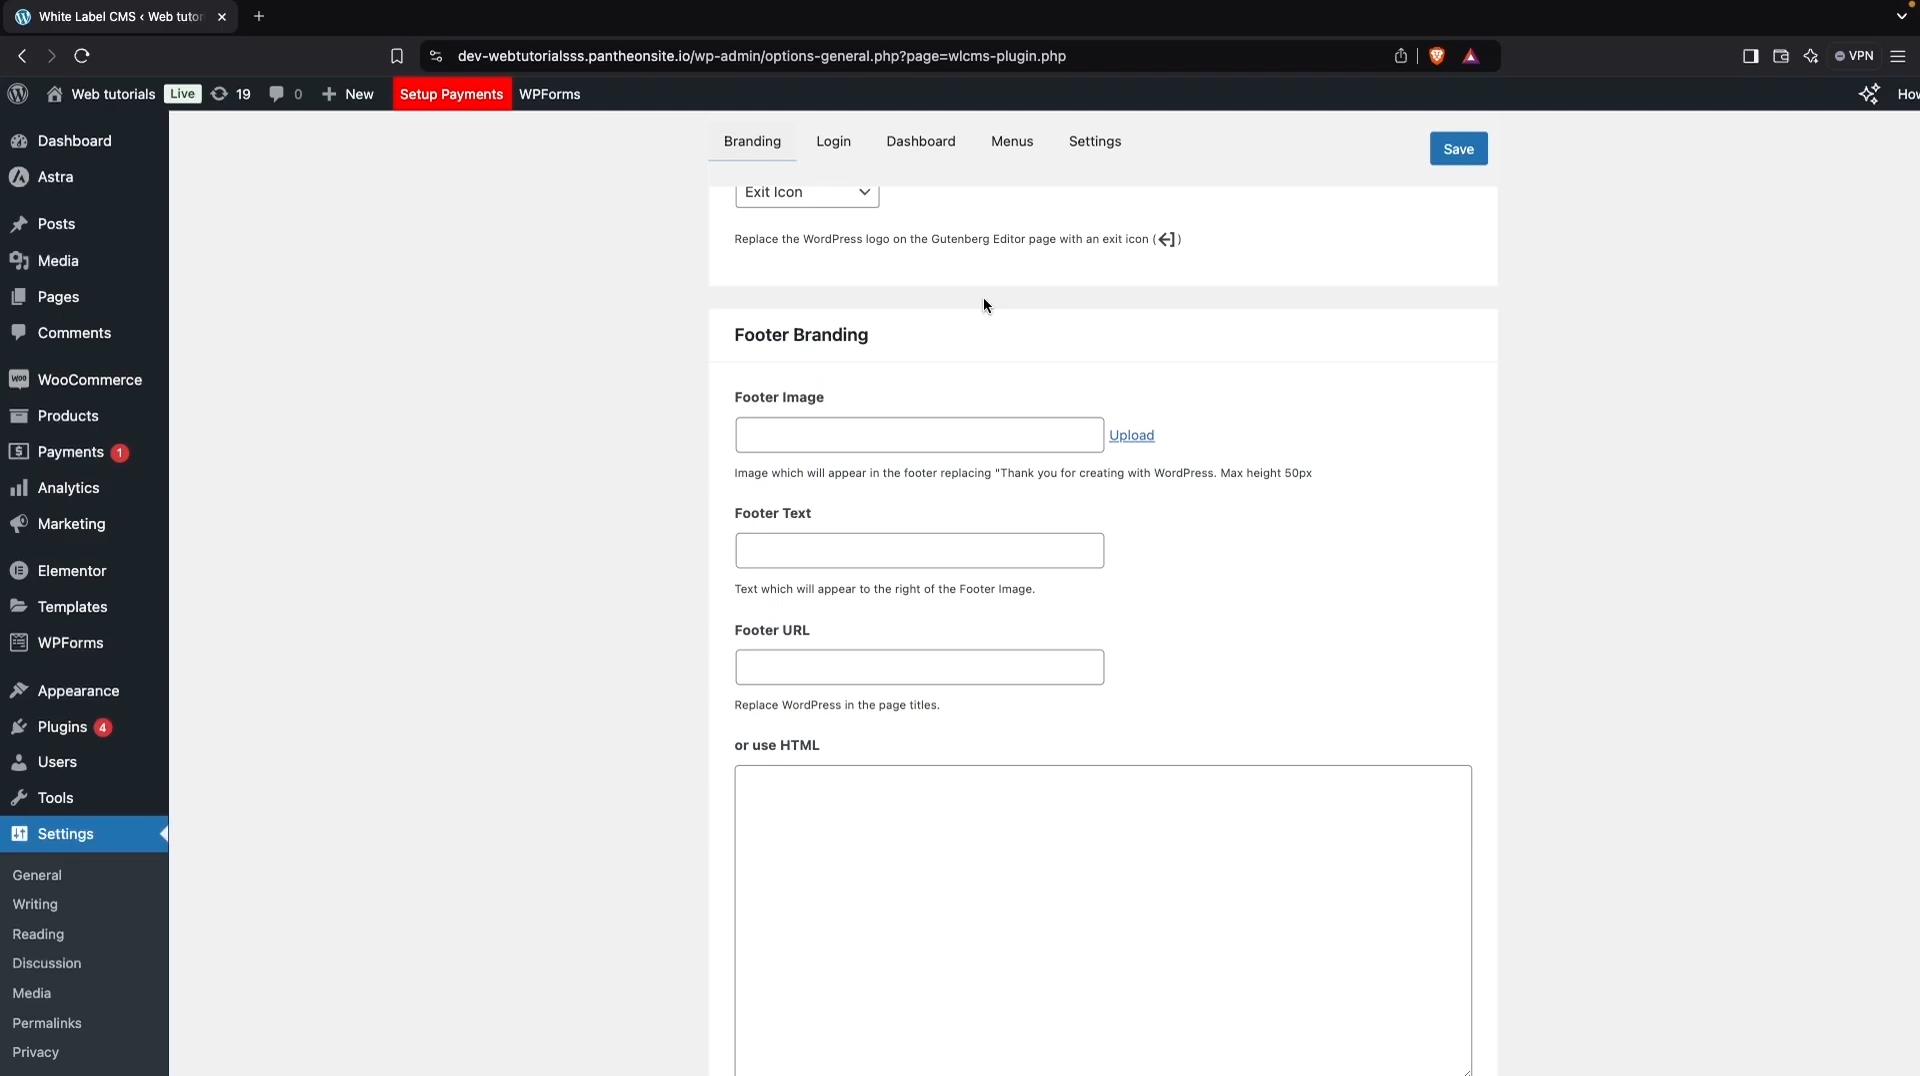 White Label CMS ‹ Web tutor
dev-webtutorialsss.pantheonsite.io/wp-admin/options-general.php?page=wlcms-plugin.php
VPN
Web tutorials Live 19 0 New Setup Payments WPForms
Dashboard
Astra
Posts
Media
Pages
Comments
WooCommerce
Products
Payments 1
Analytics
Marketing
Elementor
Templates
WPForms
Appearance
Plugins 4
Users
Tools
Settings
General
Writing
Reading
Discussion
Media
Permalinks
Privacy
Branding Login Dashboard Menus Settings
Save
Exit Icon
Replace the WordPress logo on the Gutenberg Editor page with an exit icon ( )
Footer Branding
Footer Image
Upload
Image which will appear in the footer replacing "Thank you for creating with WordPress. Max height 50px
Footer Text
Text which will appear to the right of the Footer Image.
Footer URL
Replace WordPress in the page titles.
or use HTML